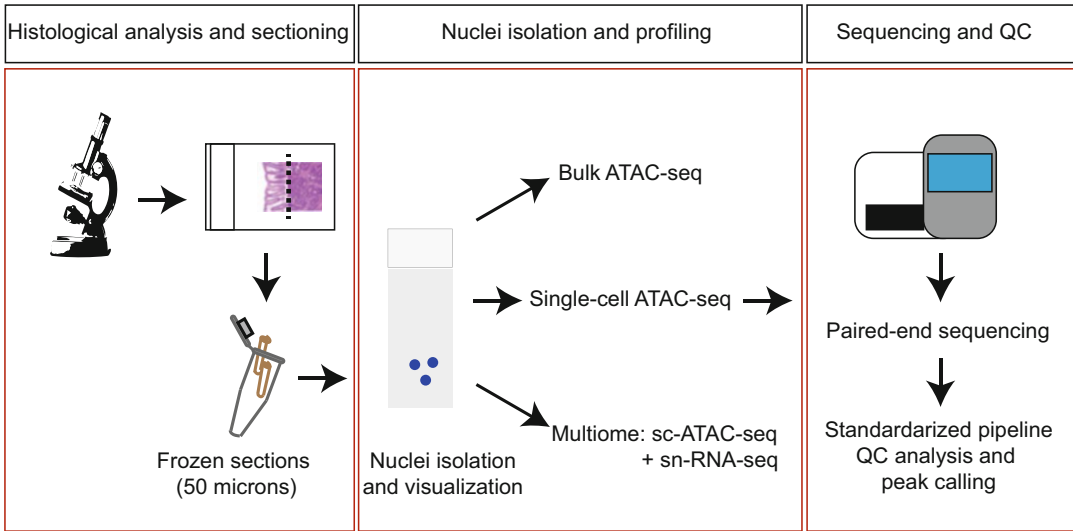 Histological analysis and sectioning
Nuclei isolation and profiling
Sequencing and QC
Frozen sections
(50 microns)
Nuclei isolation
and visualization
Bulk ATAC-seq
Single-cell ATAC-seq
Multiome: sc-ATAC-seq
+ sn-RNA-seq
Paired-end sequencing
Standardarized pipeline
QC analysis and
peak calling